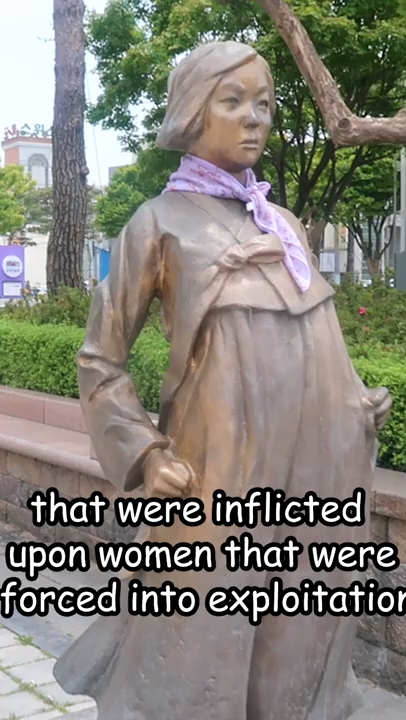 that were inflicted
upon women that were
forced into exploitation